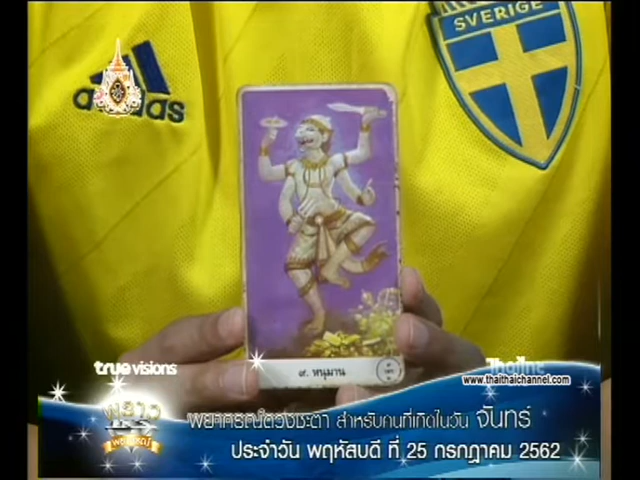 SVERIGE
adidas
๙. หนุมาน
truevisions
www.thaithaichannel.com
พยากรณ์ดวงชะตา สำหรับคนที่เกิดในวัน จันทร์
ประจำวัน พฤหัสบดี ที่ 25 กรกฎาคม 2562